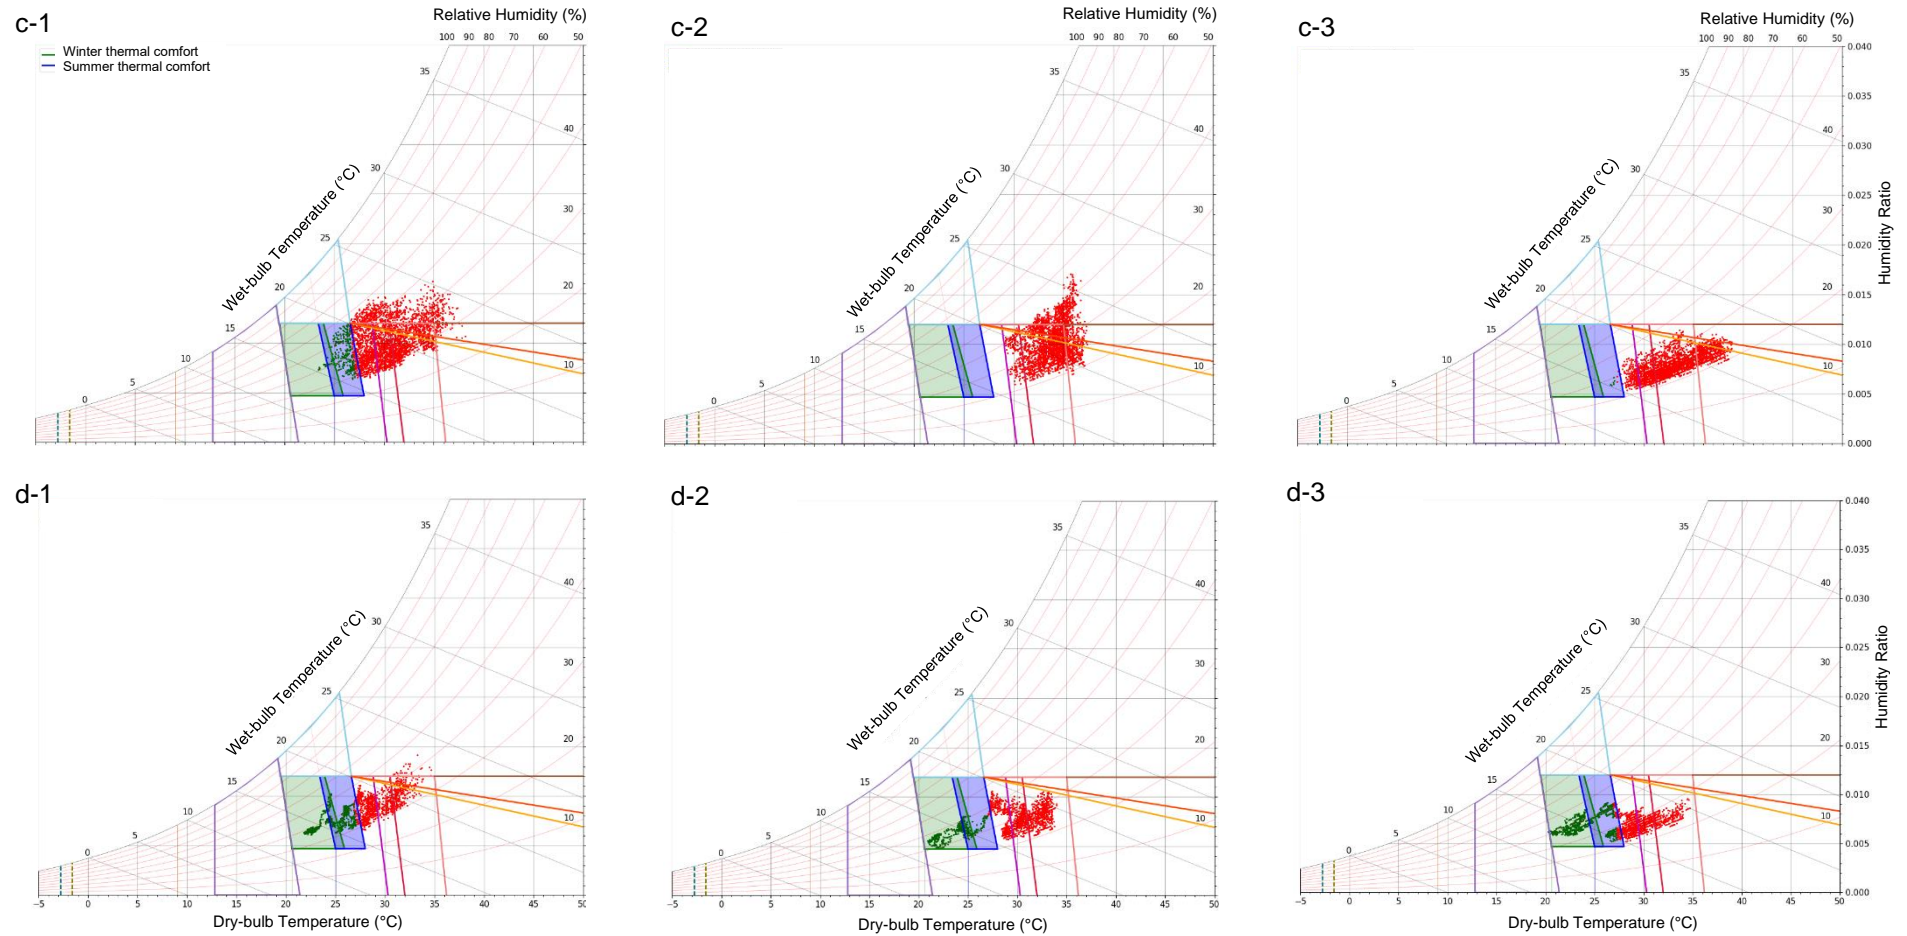 c-1
Relative Humidity (%)
100 90 80 70 60 50
Winter thermal comfort
Summer thermal comfort
Wet-bulb Temperature (°C)
0 5 10 15 20 25 30 35
40 30 20 10
c-2
Relative Humidity (%)
100 90 80 70 60 50
Wet-bulb Temperature (°C)
0 5 10 15 20 25 30 35
40 30 20 10
c-3
Relative Humidity (%)
100 90 80 70 60 50
Wet-bulb Temperature (°C)
0 5 10 15 20 25 30 35
40 30 20 10
0.040
0.035
0.030
0.025
0.020
0.015
0.010
0.005
0.000
Humidity Ratio
d-1
Wet-bulb Temperature (°C)
0 5 10 15 20 25 30 35
40 30 20 10
−5 0 5 10 15 20 25 30 35 40 45 50
Dry-bulb Temperature (°C)
d-2
Wet-bulb Temperature (°C)
0 5 10 15 20 25 30 35
40 30 20 10
−5 0 5 10 15 20 25 30 35 40 45 50
Dry-bulb Temperature (°C)
d-3
Wet-bulb Temperature (°C)
0 5 10 15 20 25 30 35
40 30 20 10
0.040
0.035
0.030
0.025
0.020
0.015
0.010
0.005
0.000
Humidity Ratio
−5 0 5 10 15 20 25 30 35 40 45 50
Dry-bulb Temperature (°C)